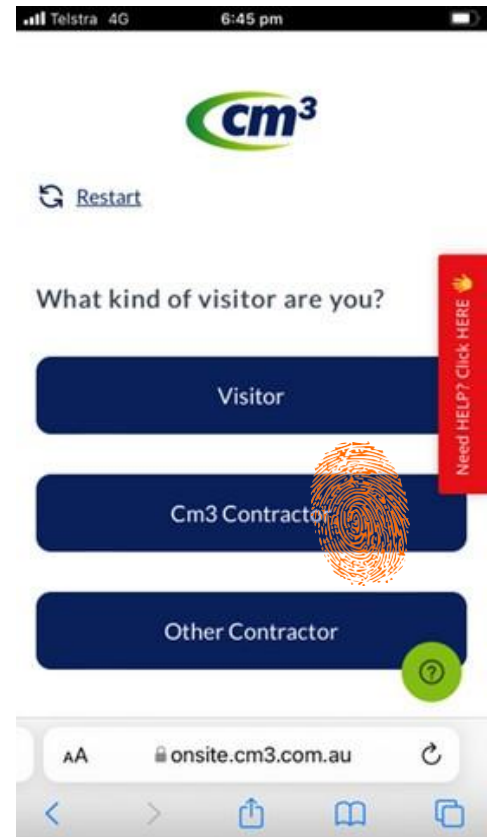 Telstra 4G 6:45 pm
cm³
Restart
What kind of visitor are you?
Need HELP? Click HERE 👋
Visitor
Cm3 Contractor
Other Contractor
?
AA onsite.cm3.com.au